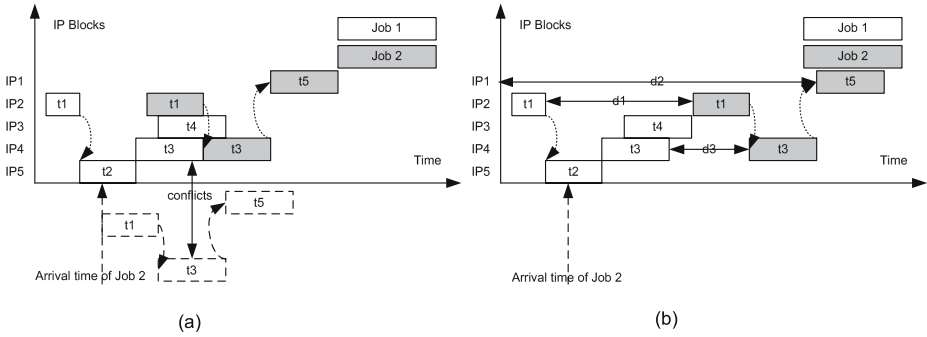 IP Blocks
Job 1
Job 2
IP1
t5
IP2
t1
t1
IP3
t4
IP4
t3
t3
Time
IP5
t2
conflicts
t5
t1
t3
Arrival time of Job 2
(a)
IP Blocks
Job 1
Job 2
IP1
d2
t5
IP2
t1
d1
t1
IP3
t4
IP4
t3
d3
t3
Time
IP5
t2
Arrival time of Job 2
(b)